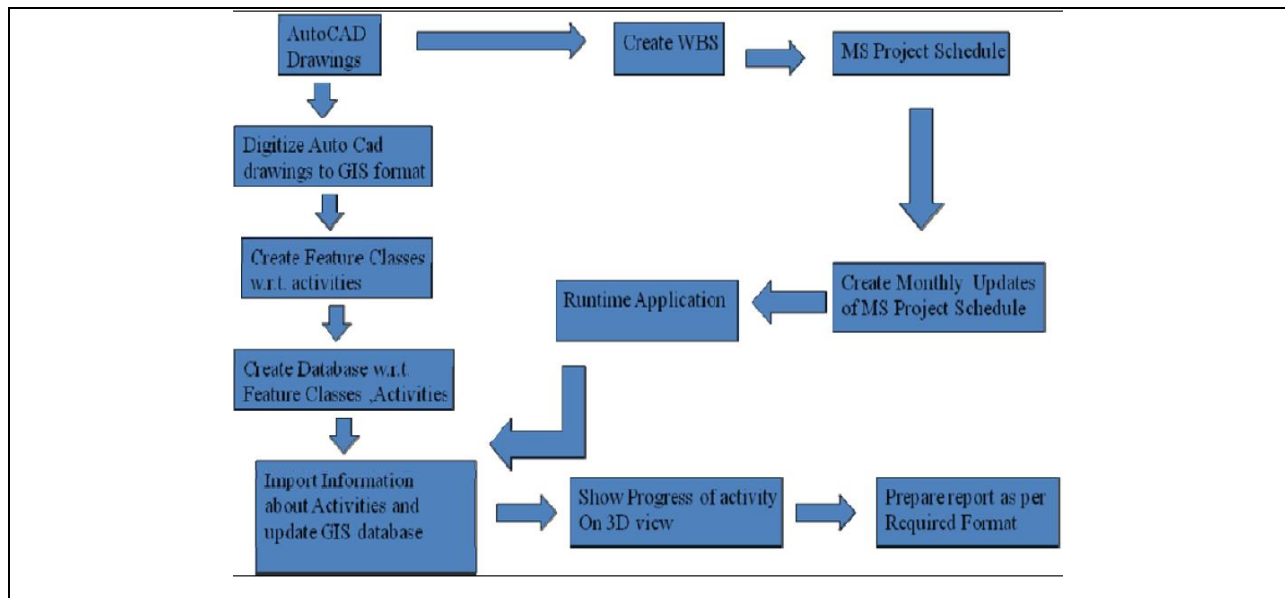 AutoCAD
Drawings
Create WBS
MS Project Schedule
Digitize Auto Cad
drawings to GIS format
Create Feature Classes
w.r.t. activities
Create Database w.r.t.
Feature Classes ,Activities
Import Information
about Activities and
update GIS database
Runtime Application
Create Monthly Updates
of MS Project Schedule
Show Progress of activity
On 3D view
Prepare report as per
Required Format